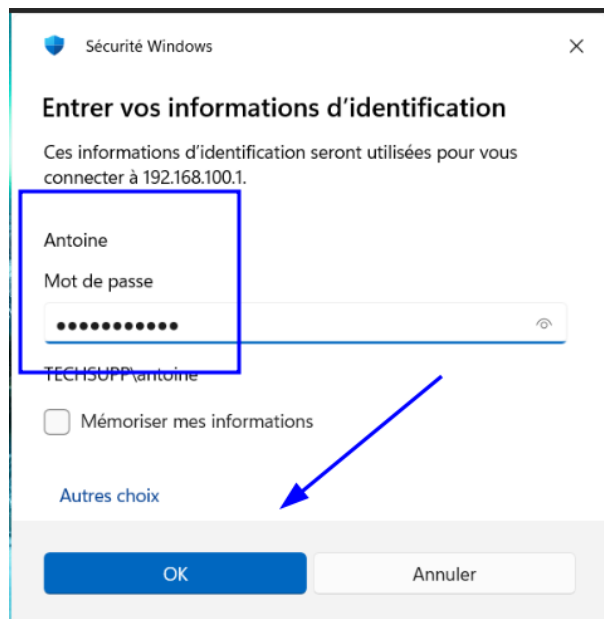 Sécurité Windows
Entrer vos informations d’identification
Ces informations d’identification seront utilisées pour vous
connecter à 192.168.100.1.
Antoine
Mot de passe
•••••••••••
TECHSUPP\antoine
Mémoriser mes informations
Autres choix
OK
Annuler